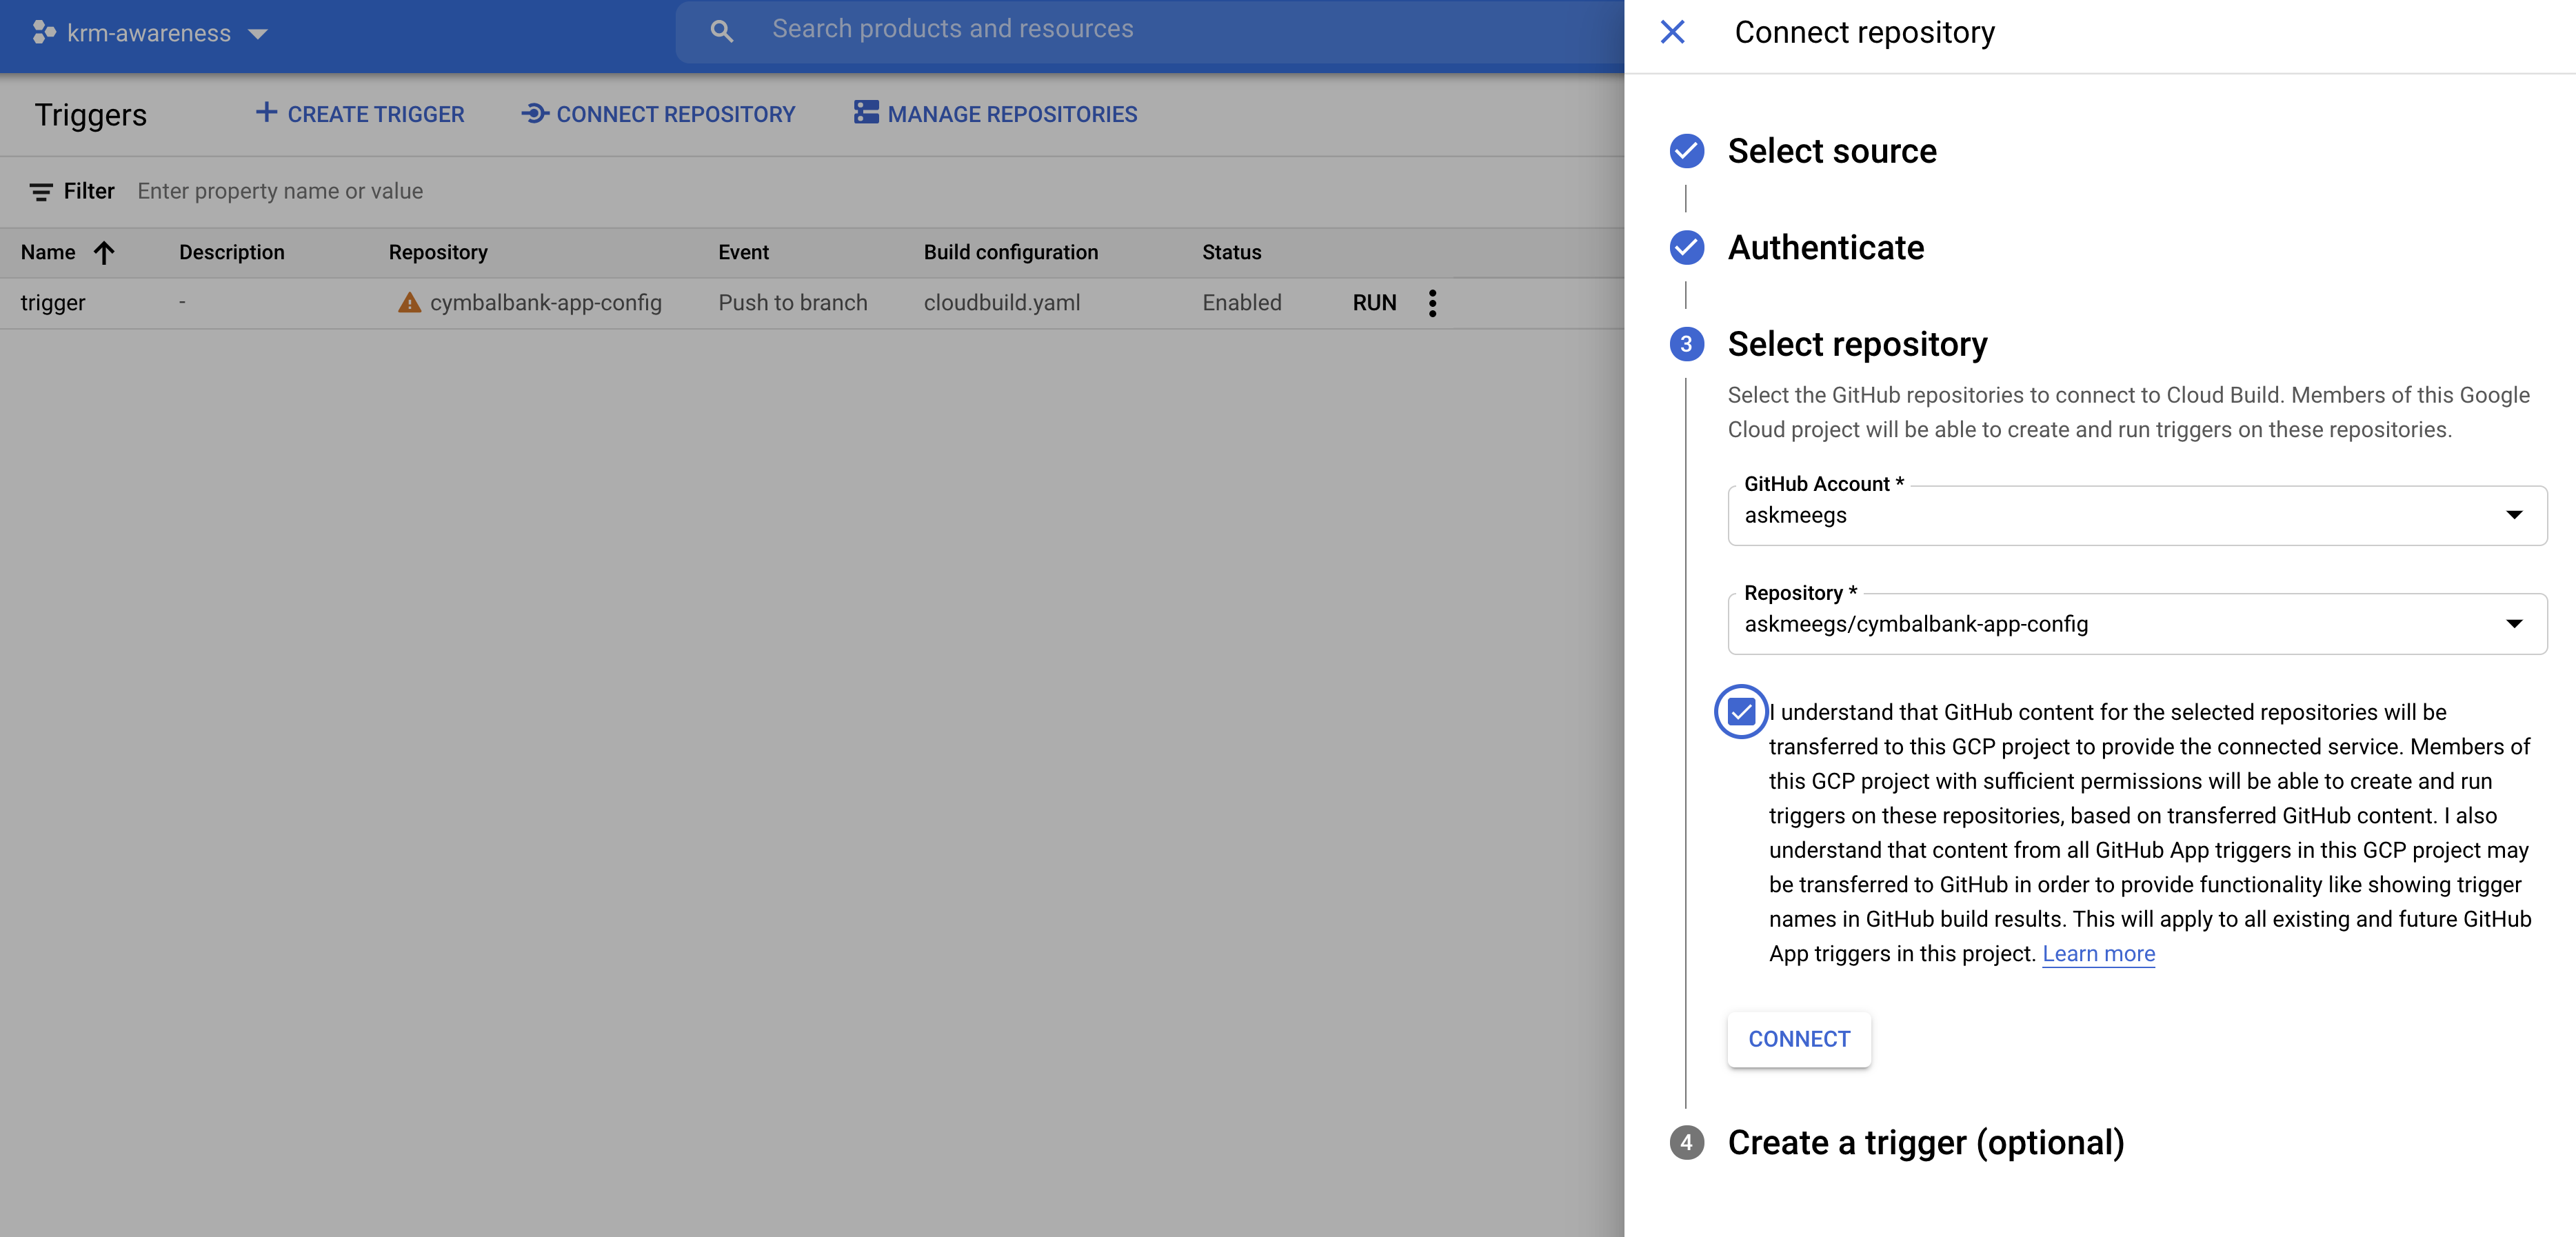 krm-awareness
Search products and resources
Triggers
CREATE TRIGGER
CONNECT REPOSITORY
MANAGE REPOSITORIES
Filter Enter property name or value
Name Description Repository Event Build configuration Status
trigger - cymbalbank-app-config Push to branch cloudbuild.yaml Enabled RUN
Connect repository
Select source
Authenticate
3 Select repository
Select the GitHub repositories to connect to Cloud Build. Members of this Google
Cloud project will be able to create and run triggers on these repositories.
GitHub Account *
askmeegs
Repository *
askmeegs/cymbalbank-app-config
I understand that GitHub content for the selected repositories will be
transferred to this GCP project to provide the connected service. Members of
this GCP project with sufficient permissions will be able to create and run
triggers on these repositories, based on transferred GitHub content. I also
understand that content from all GitHub App triggers in this GCP project may
be transferred to GitHub in order to provide functionality like showing trigger
names in GitHub build results. This will apply to all existing and future GitHub
App triggers in this project. Learn more
CONNECT
4 Create a trigger (optional)